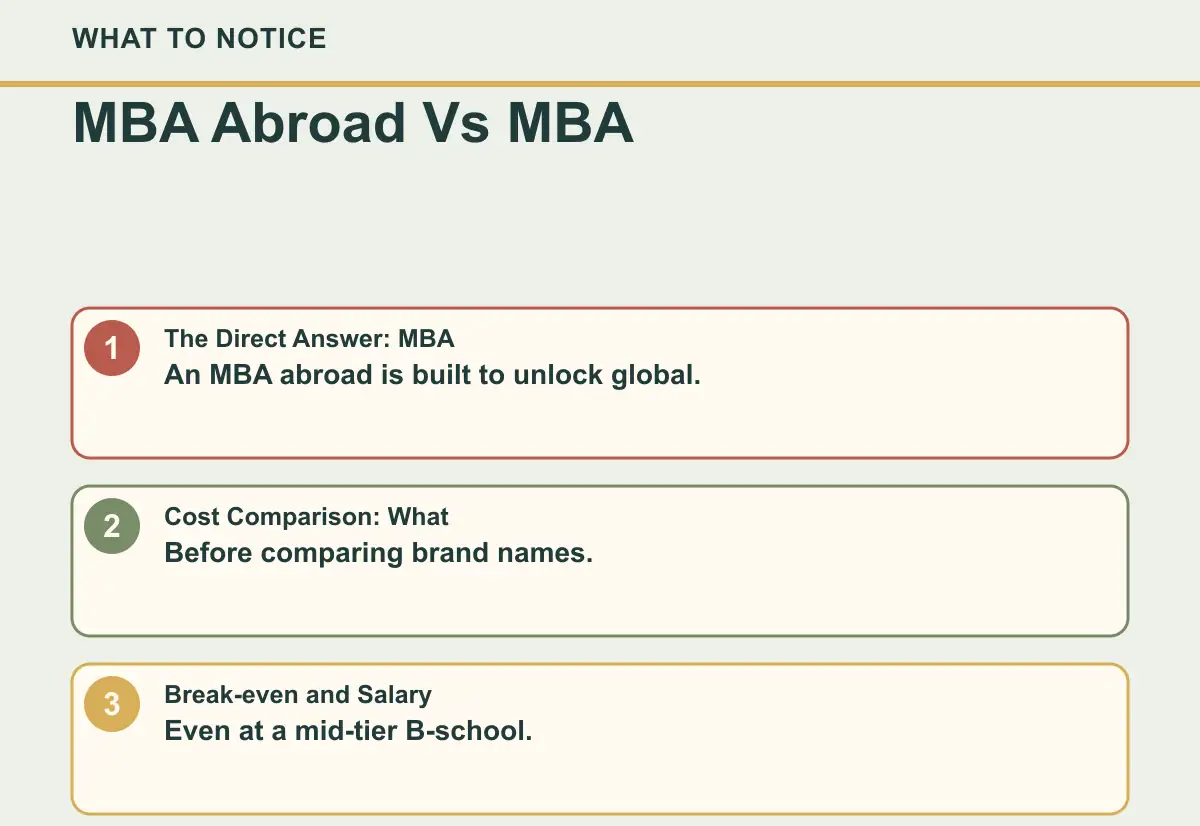 WHAT TO NOTICE
MBA Abroad Vs MBA
1
The Direct Answer: MBA
An MBA abroad is built to unlock global.
2
Cost Comparison: What
Before comparing brand names.
3
Break-even and Salary
Even at a mid-tier B-school.